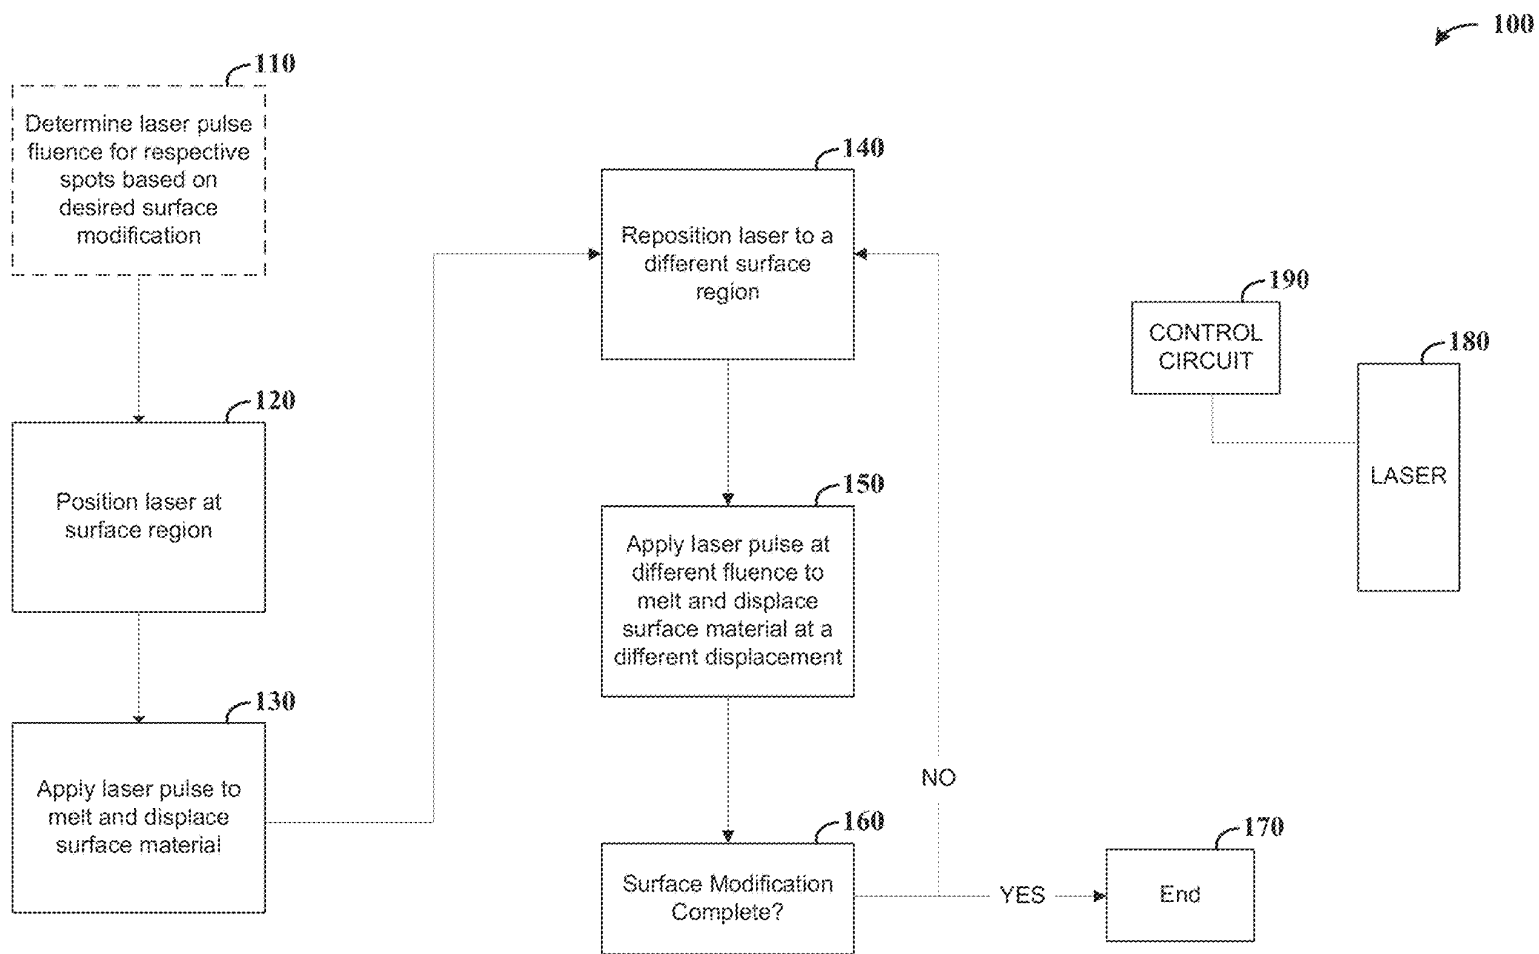 100
110
Determine laser pulse
fluence for respective
spots based on
desired surface
modification
120
Position laser at
surface region
130
Apply laser pulse to
melt and displace
surface material
140
Reposition laser to a
different surface
region
150
Apply laser pulse at
different fluence to
melt and displace
surface material at a
different displacement
160
Surface Modification
Complete?
NO
YES
170
End
190
CONTROL
CIRCUIT
180
LASER